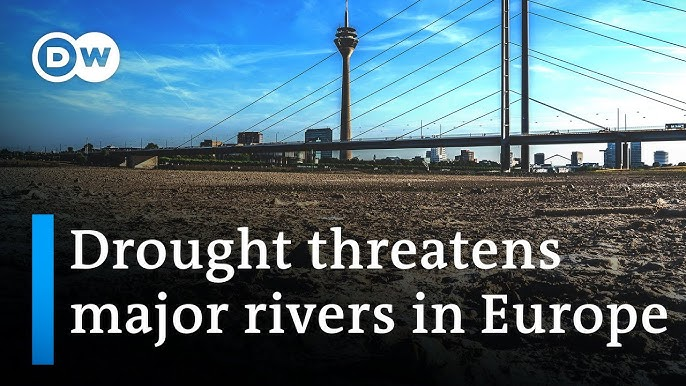 DW
Drought threatens
major rivers in Europe